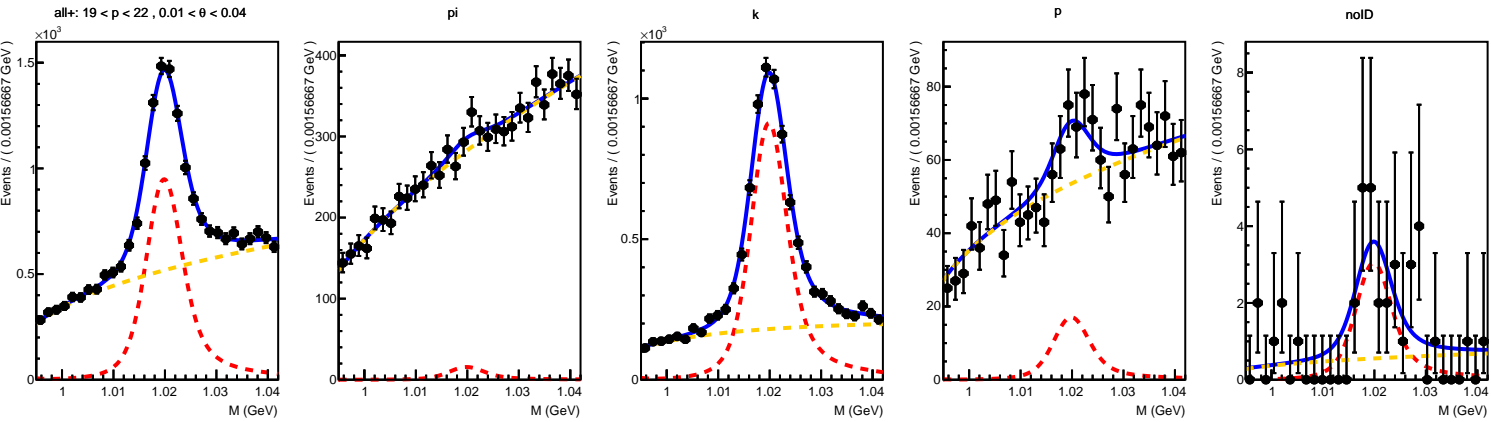 all+: 19 < p < 22 , 0.01 < θ < 0.04
×10³
Events / ( 0.00156667 GeV )
1.5
1
0.5
0
1 1.01 1.02 1.03 1.04
M (GeV)
pi
Events / ( 0.00156667 GeV )
400
300
200
100
0
1 1.01 1.02 1.03 1.04
M (GeV)
k
×10³
Events / ( 0.00156667 GeV )
1
0.5
0
1 1.01 1.02 1.03 1.04
M (GeV)
p
Events / ( 0.00156667 GeV )
80
60
40
20
0
1 1.01 1.02 1.03 1.04
M (GeV)
noID
Events / ( 0.00156667 GeV )
8
6
4
2
0
1 1.01 1.02 1.03 1.04
M (GeV)